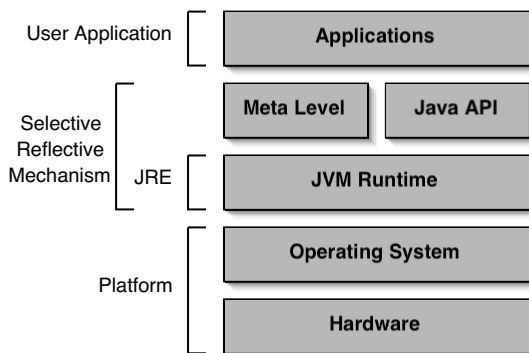 User Application
Applications
Selective
Reflective
Mechanism
Meta Level
Java API
JRE
JVM Runtime
Platform
Operating System
Hardware